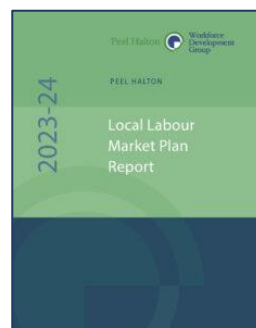 Peel Halton
Workforce
Development
Group
PEEL HALTON
2023-24
Local Labour
Market Plan
Report